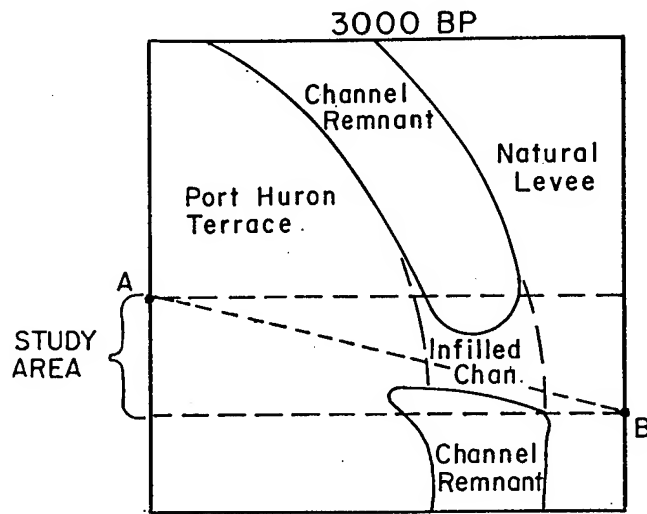 3000 BP
Channel
Remnant
Natural
Levee
Port Huron
Terrace
A
STUDY
AREA
Infilled
Chan.
B
Channel
Remnant